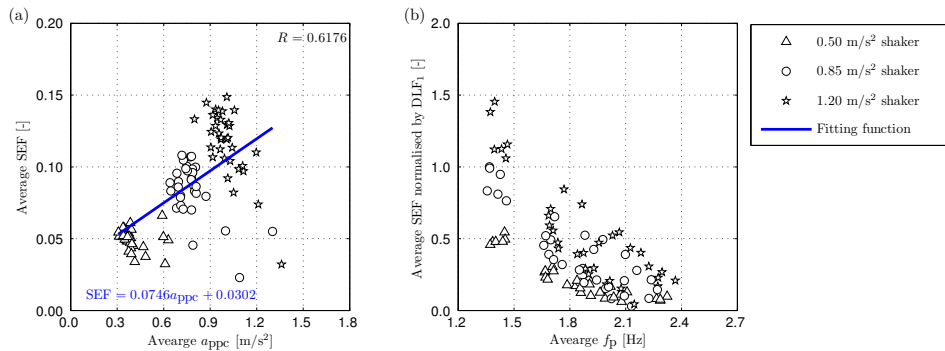 (a)
0.20
0.15
0.10
0.05
0.00
Average SEF [-]
R = 0.6176
SEF = 0.0746appc + 0.0302
0.0 0.3 0.6 0.9 1.2 1.5 1.8
Avearge appc [m/s²]
(b)
2.0
1.5
1.0
0.5
0.0
Average SEF normalised by DLF₁ [-]
1.2 1.5 1.8 2.1 2.4 2.7
Avearge fp [Hz]
0.50 m/s² shaker
0.85 m/s² shaker
1.20 m/s² shaker
Fitting function